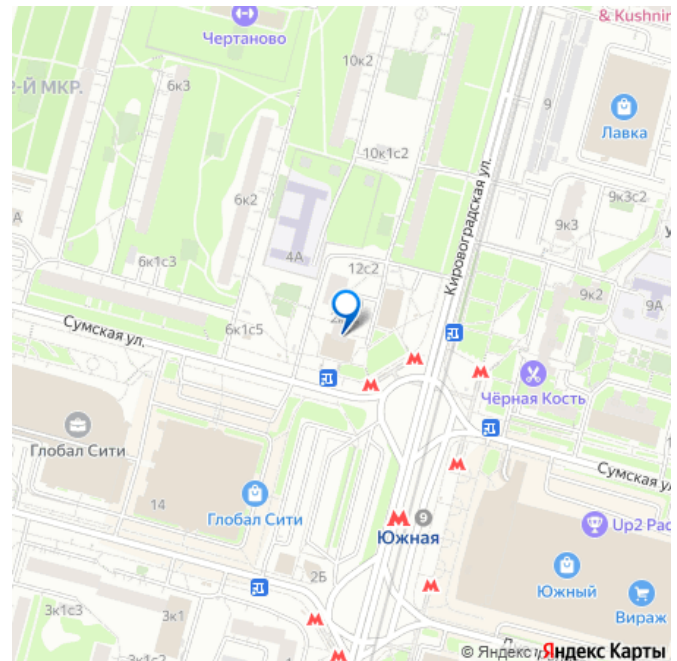 & Kushnir
Чертаново
10к2
2-Й МКР.
6к3
9
Лавка
10к1с2
Кировоградская ул.
6к2
9к3с2
9к3
А
4А
6к1с3
12с2
9к2
9А
Сумская ул.
6к1с5
Чёрная Кость
Глобал Сити
Сумская ул
14
Глобал Сити
9
Южная
Up2 Pac
2Б
Южный
Вираж
3к1с3
3к1
3к1с2
© Яндекс
Яндекс Карты